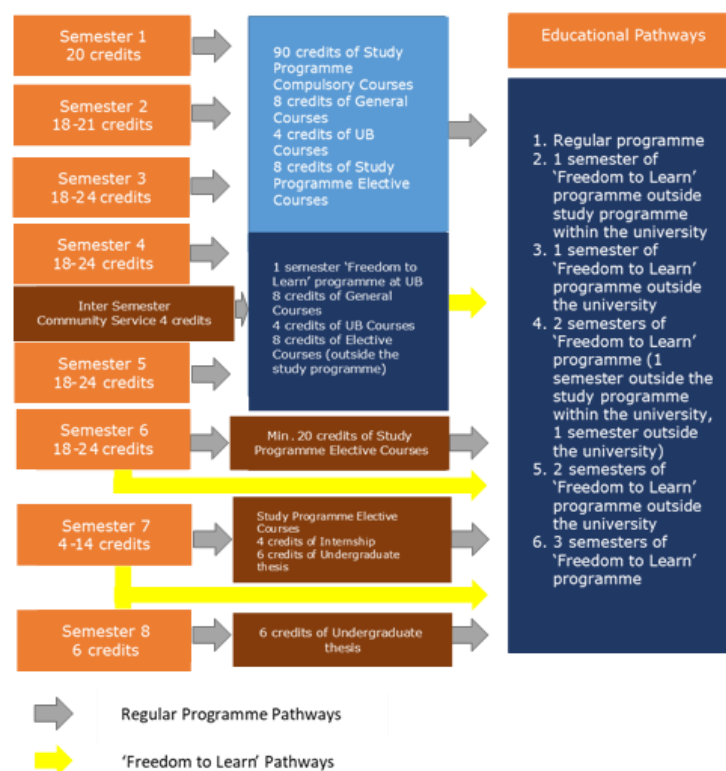 Semester 1
20 credits
Semester 2
18-21 credits
Semester 3
18-24 credits
Semester 4
18-24 credits
Inter Semester
Community Service 4 credits
Semester 5
18-24 credits
Semester 6
18-24 credits
Semester 7
4-14 credits
Semester 8
6 credits
90 credits of Study
Programme
Compulsory Courses
8 credits of General
Courses
4 credits of UB
Courses
8 credits of Study
Programme Elective
Courses
1 semester ‘Freedom to
Learn’ programme at UB
8 credits of General
Courses
4 credits of UB Courses
8 credits of Elective
Courses (outside the
study programme)
Min. 20 credits of Study
Programme Elective Courses
Study Programme Elective
Courses
4 credits of Internship
6 credits of Undergraduate
thesis
6 credits of Undergraduate
thesis
Educational Pathways
1. Regular programme
2. 1 semester of
‘Freedom to Learn’
programme outside
study programme
within the university
3. 1 semester of
‘Freedom to Learn’
programme outside
the university
4. 2 semesters of
‘Freedom to Learn’
programme (1
semester outside the
study programme
within the university,
1 semester outside
the university)
5. 2 semesters of
‘Freedom to Learn’
programme outside
the university
6. 3 semesters of
‘Freedom to Learn’
programme
Regular Programme Pathways
‘Freedom to Learn’ Pathways